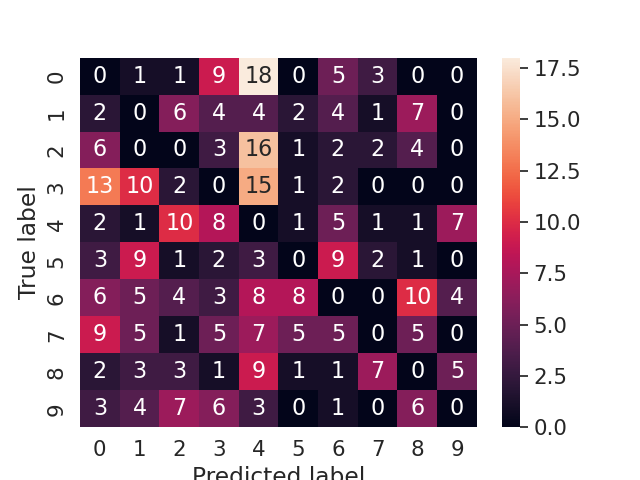 0 0 1 1 9 18 0 5 3 0 0
1 2 0 6 4 4 2 4 1 7 0
2 6 0 0 3 16 1 2 2 4 0
3 13 10 2 0 15 1 2 0 0 0
4 2 1 10 8 0 1 5 1 1 7
5 3 9 1 2 3 0 9 2 1 0
6 6 5 4 3 8 8 0 0 10 4
7 9 5 1 5 7 5 5 0 5 0
8 2 3 3 1 9 1 1 7 0 5
9 3 4 7 6 3 0 1 0 6 0
0 1 2 3 4 5 6 7 8 9
True label
Predicted label
17.5
15.0
12.5
10.0
7.5
5.0
2.5
0.0